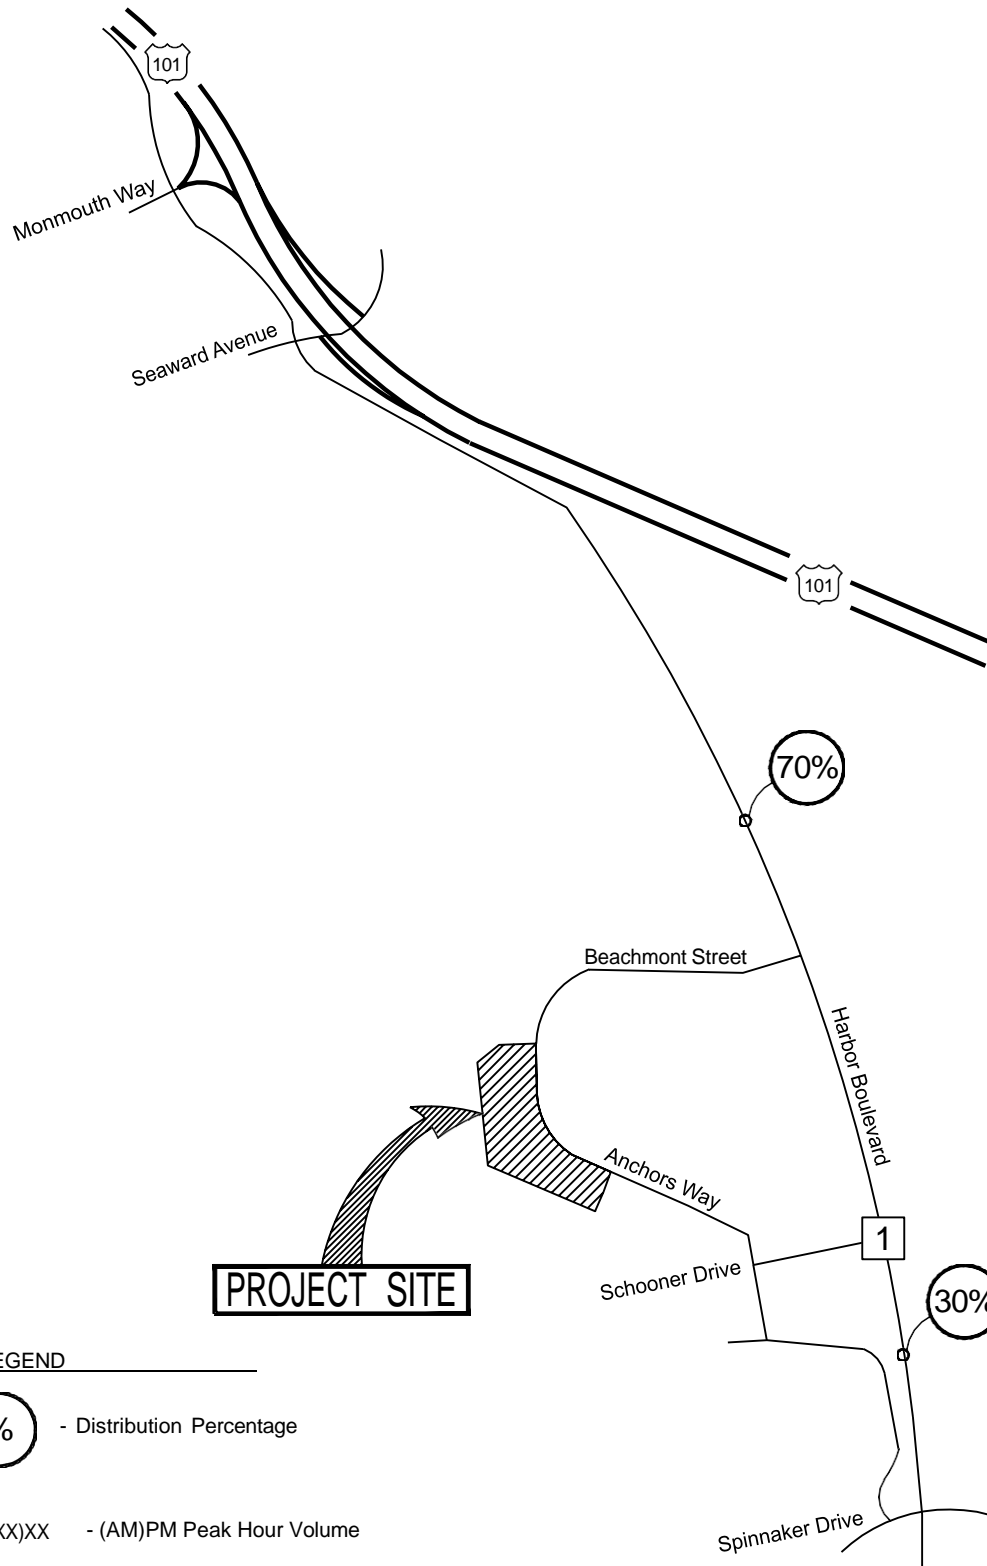 101
Monmouth Way
Seaward Avenue
101
70%
Beachmont Street
Harbor Boulevard
Anchors Way
1
Schooner Drive
PROJECT SITE
30%
EGEND
%
- Distribution Percentage
XX)XX
- (AM)PM Peak Hour Volume
Spinnaker Drive